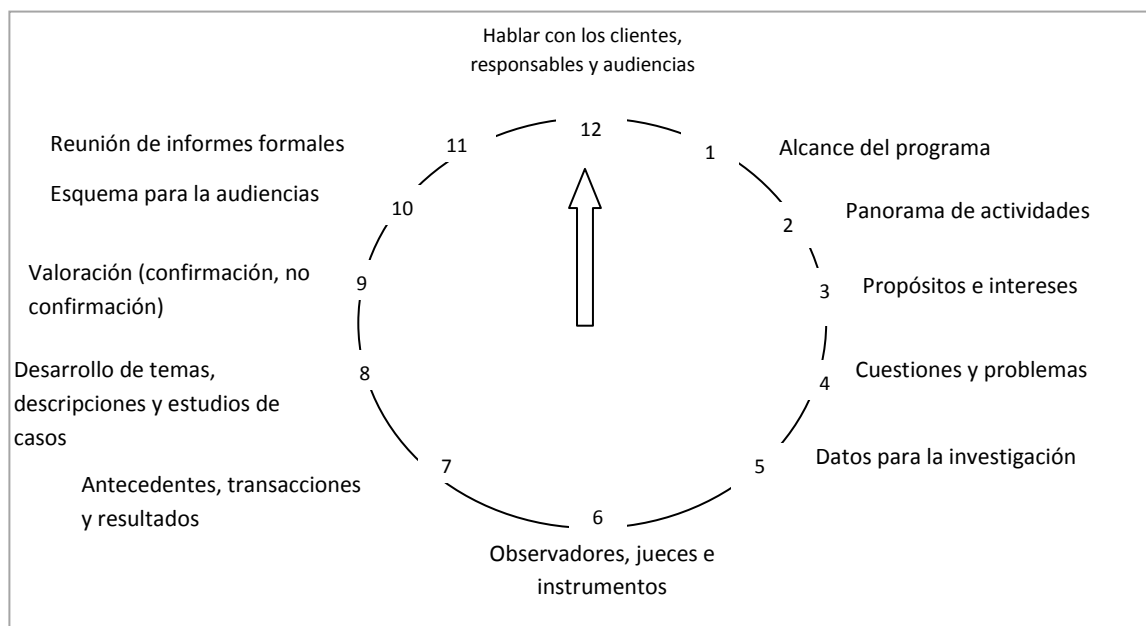 Hablar con los clientes,
responsables y audiencias
12
1
Alcance del programa
2
Panorama de actividades
3
Propósitos e intereses
4
Cuestiones y problemas
5
Datos para la investigación
6
Observadores, jueces e
instrumentos
7
Antecedentes, transacciones
y resultados
8
Desarrollo de temas,
descripciones y estudios de
casos
9
Valoración (confirmación, no
confirmación)
10
Esquema para la audiencias
11
Reunión de informes formales